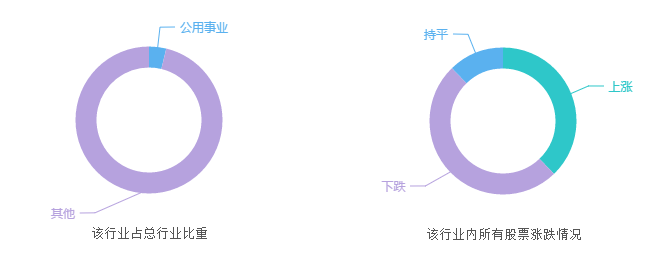 公用事业
其他
该行业占总行业比重
持平
上涨
下跌
该行业内所有股票涨跌情况